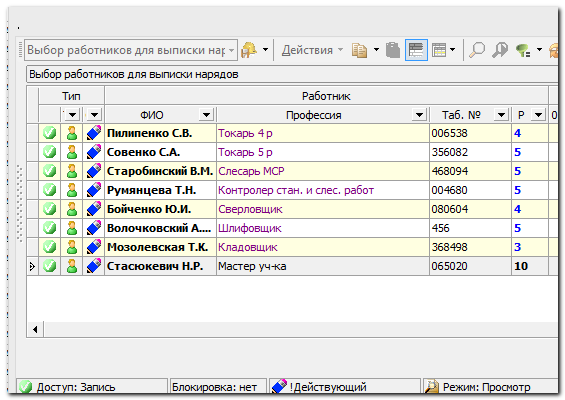 Выбор работников для выписки нар
Действия
Выбор работников для выписки нарядов
Тип Работник
ФИО Профессия Таб. № Р 0
Пилипенко С.В. Токарь 4 р 006538 4
Совенко С.А. Токарь 5 р 356082 5
Старобинский В.М. Слесарь МСР 468094 5
Румянцева Т.Н. Контролер стан. и слес. работ 004680 5
Бойченко Ю.И. Сверловщик 080604 4
Волочковский А.... Шлифовщик 456 5
Мозолевская Т.К. Кладовщик 368498 3
Стасюкевич Н.Р. Мастер уч-ка 065020 10
Доступ: Запись Блокировка: нет !Действующий Режим: Просмотр